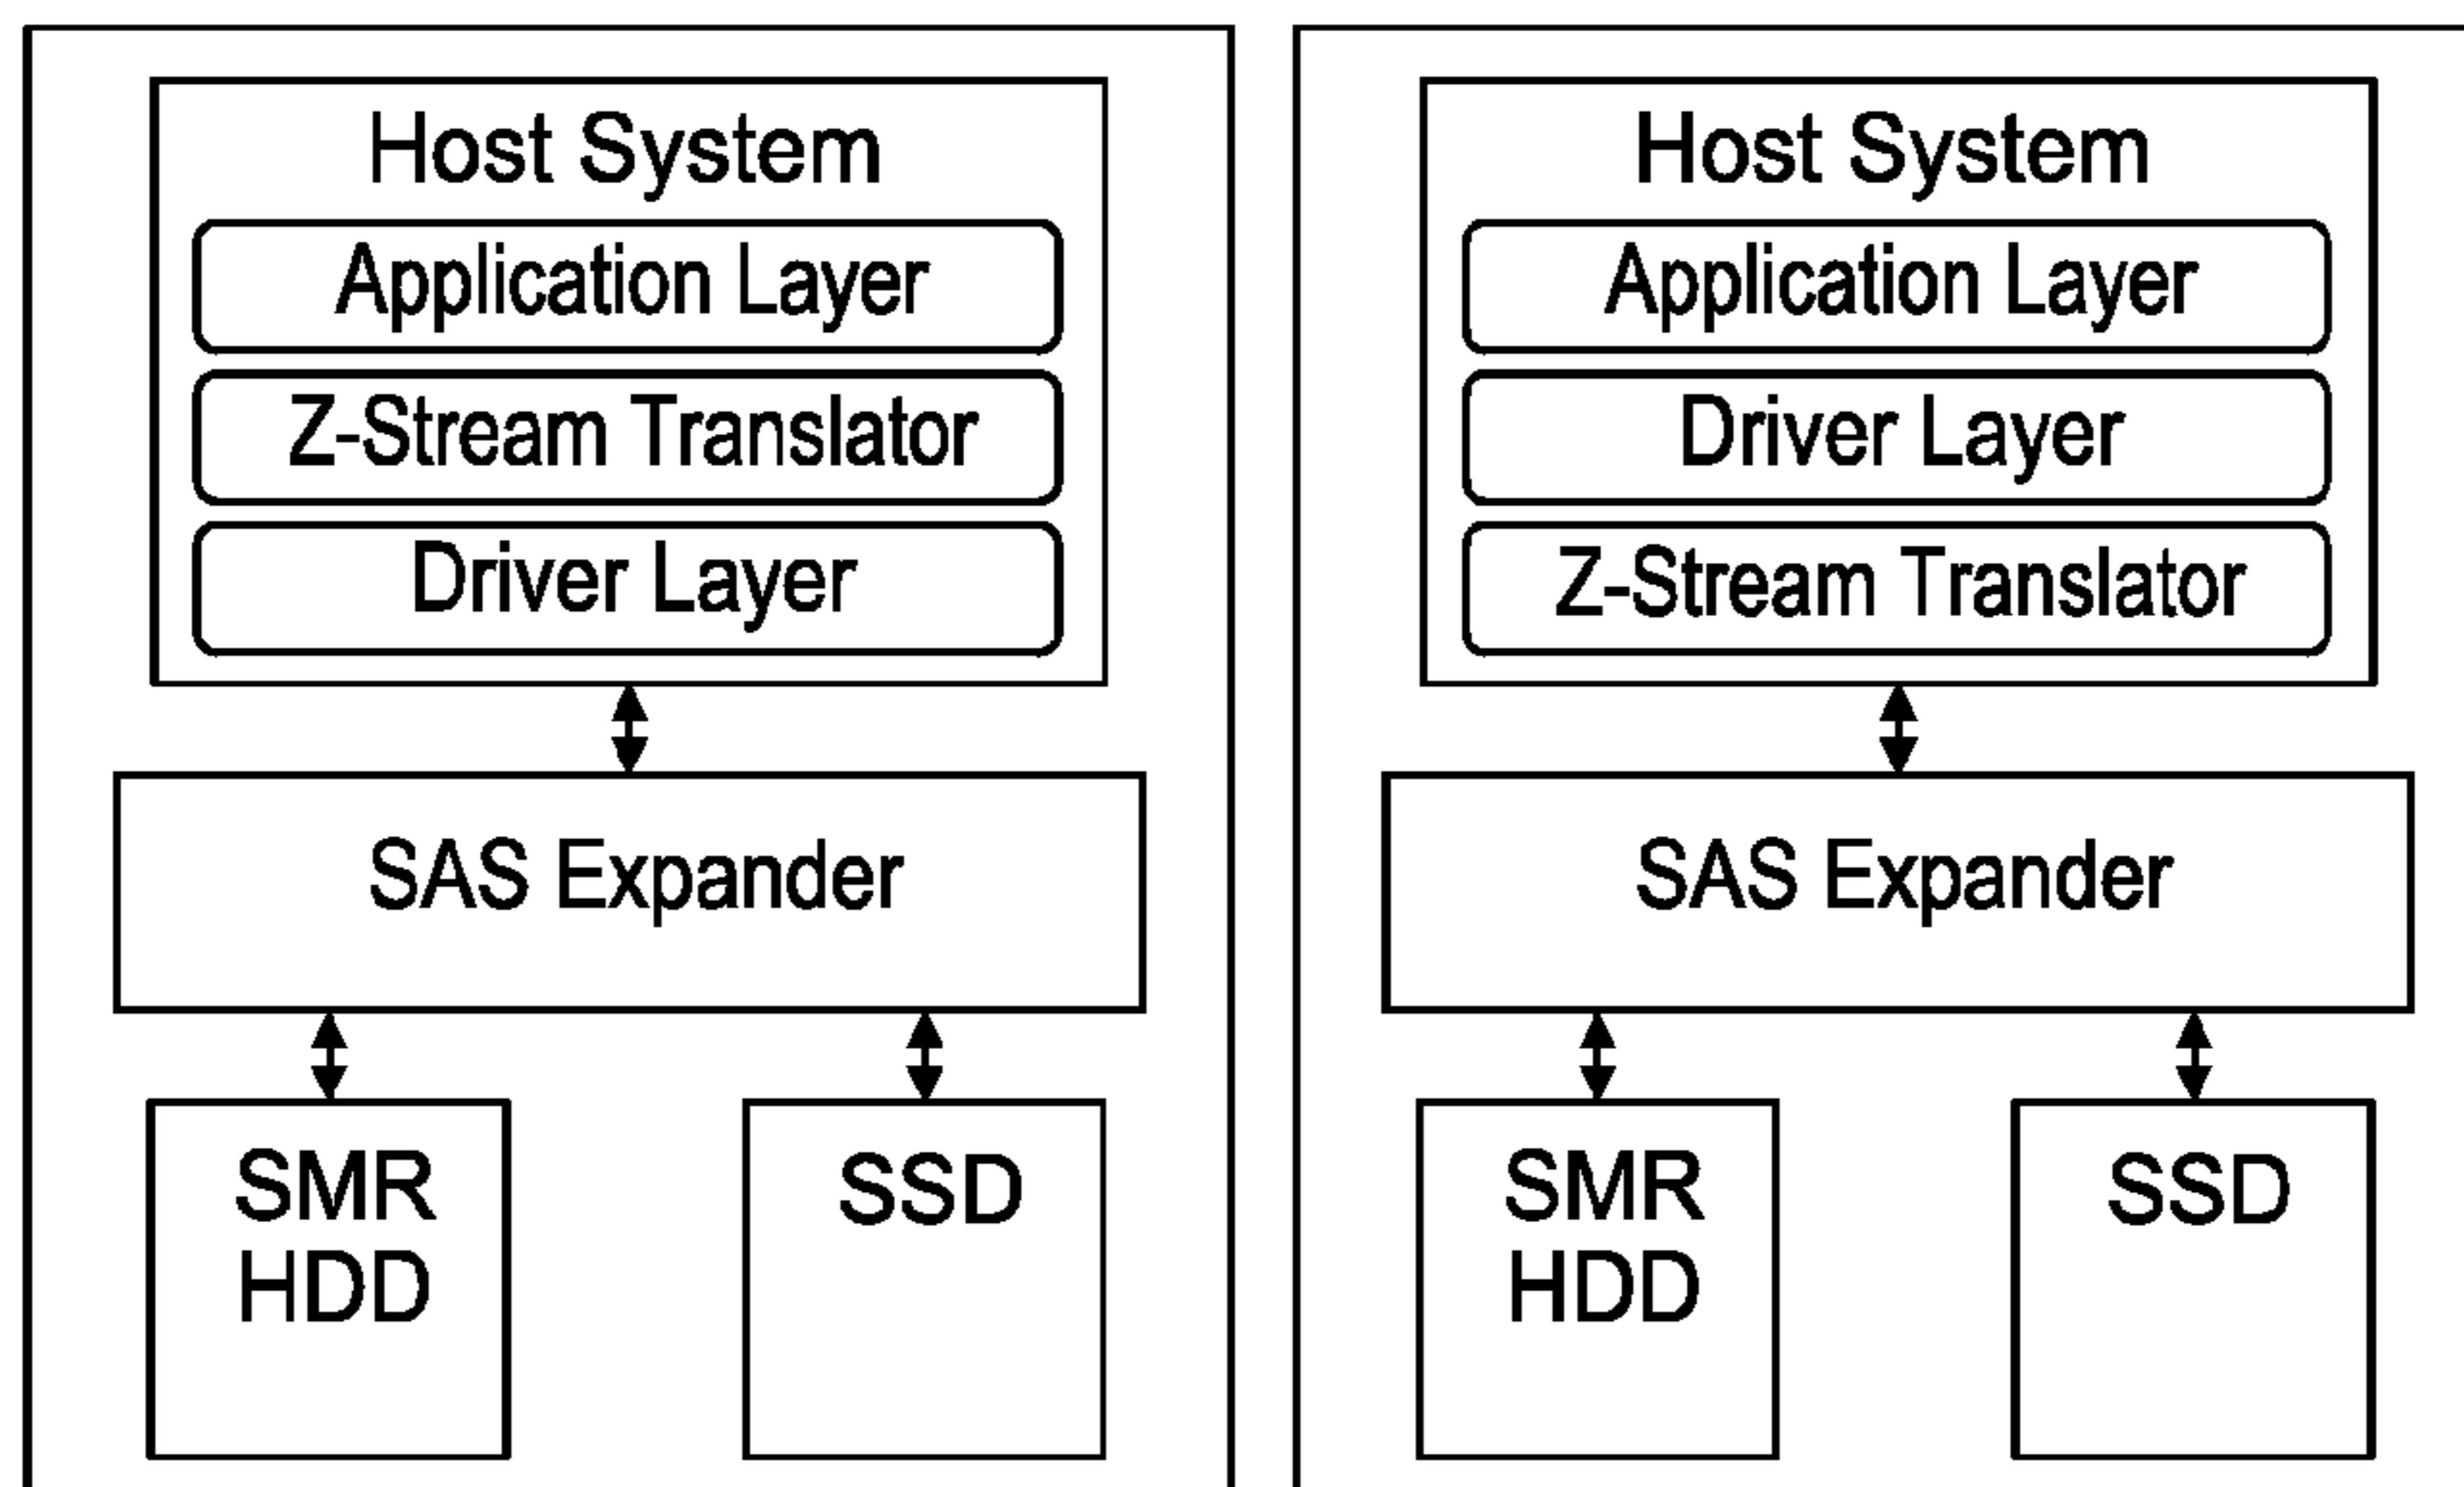 Host System
Application Layer
Z-Stream Translator
Driver Layer
SAS Expander
SMR
HDD
SSD
Host System
Application Layer
Driver Layer
Z-Stream Translator
SAS Expander
SMR
HDD
SSD